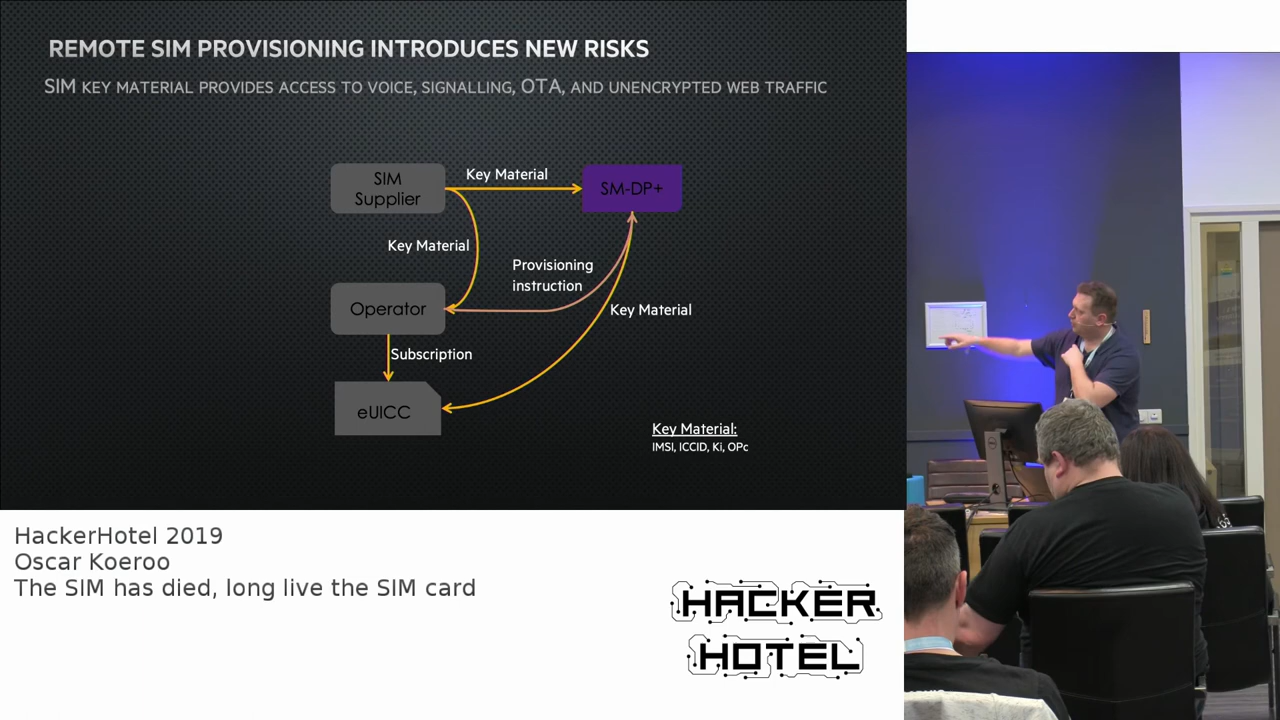 REMOTE SIM PROVISIONING INTRODUCES NEW RISKS
SIM KEY MATERIAL PROVIDES ACCESS TO VOICE, SIGNALLING, OTA, AND UNENCRYPTED WEB TRAFFIC
SIM
Supplier
Key Material
SM-DP+
Key Material
Provisioning
instruction
Operator
Key Material
Subscription
eUICC
Key Material:
IMSI, ICCID, Ki, OPc
HackerHotel 2019
Oscar Koeroo
The SIM has died, long live the SIM card
HACKER
HOTEL